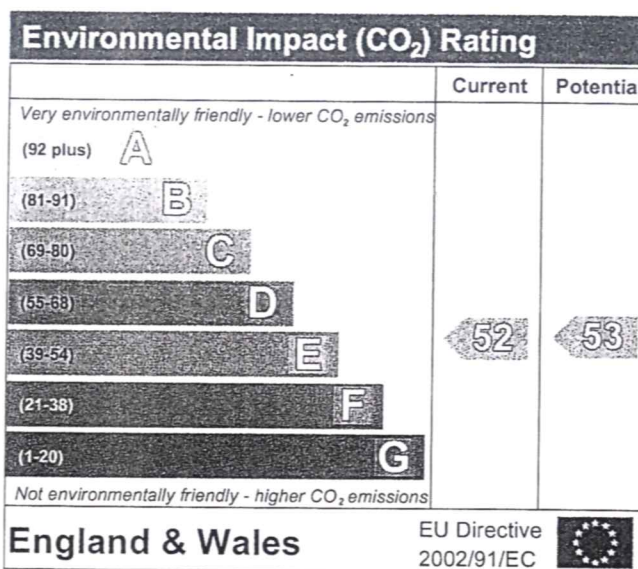 Environmental Impact (CO₂) Rating
Current Potentia
Very environmentally friendly - lower CO₂ emissions
(92 plus) A
(81-91) B
(69-80) C
(55-68) D
(39-54) E
52 53
(21-38) F
(1-20) G
Not environmentally friendly - higher CO₂ emissions
England & Wales
EU Directive
2002/91/EC